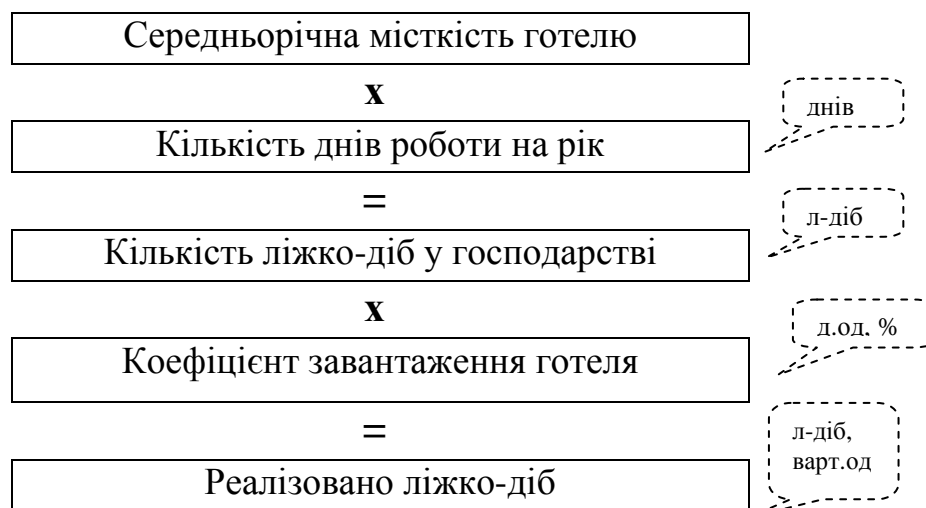 Середньорічна місткість готелю
х
днів
Кількість днів роботи на рік
=
л-діб
Кількість ліжко-діб у господарстві
х
д.од, %
Коефіцієнт завантаження готеля
=
л-діб,
варт.од
Реалізовано ліжко-діб